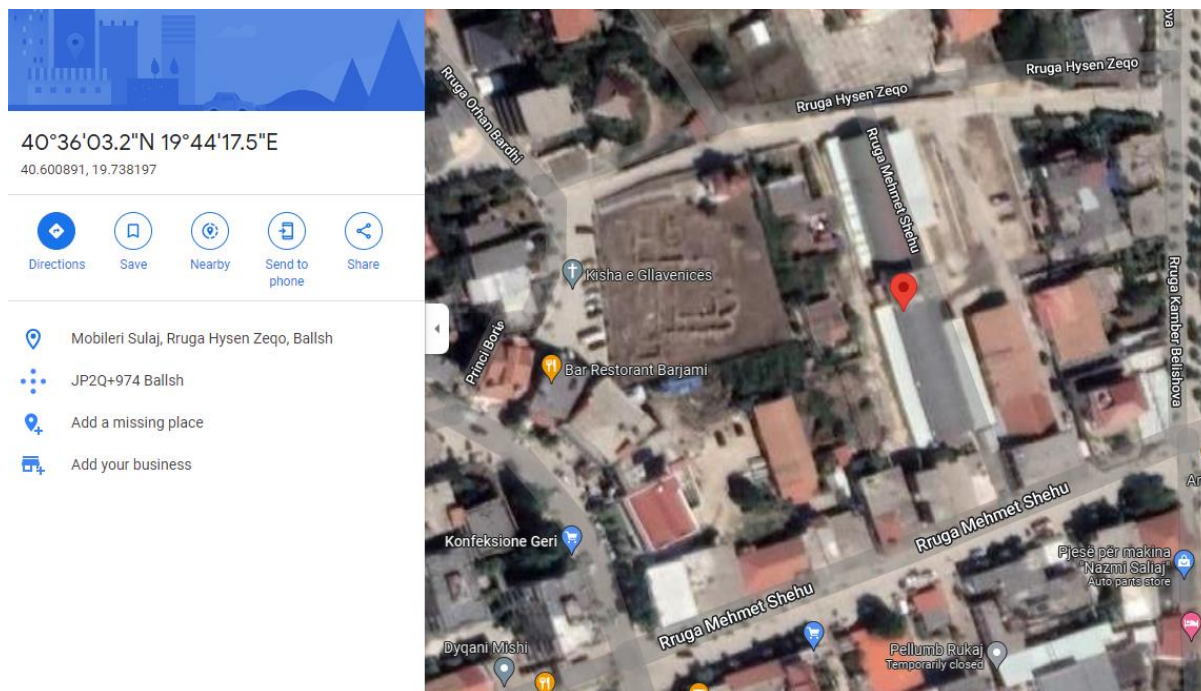 40°36'03.2"N 19°44'17.5"E
40.600891, 19.738197
Directions
Save
Nearby
Send to
phone
Share
Mobileri Sulaj, Rruga Hysen Zeqo, Ballsh
JP2Q+974 Ballsh
Add a missing place
Add your business
Rruga Orhan Bardhi
Rruga Hysen Zeqo
Rruga Hysen Zeqo
Rruga Mehmet Shehu
Kisha e Gllavenicës
Princi Boris
Bar Restorant Barjami
Rruga Kamber Belishova
Konfeksione Geri
Rruga Mehmet Shehu
Rruga Mehmet Shehu
Pjesë për makina
"Nazmi Saliaj"
Auto parts store
Dyqani Mishi
Pellumb Rukaj
Temporarily closed